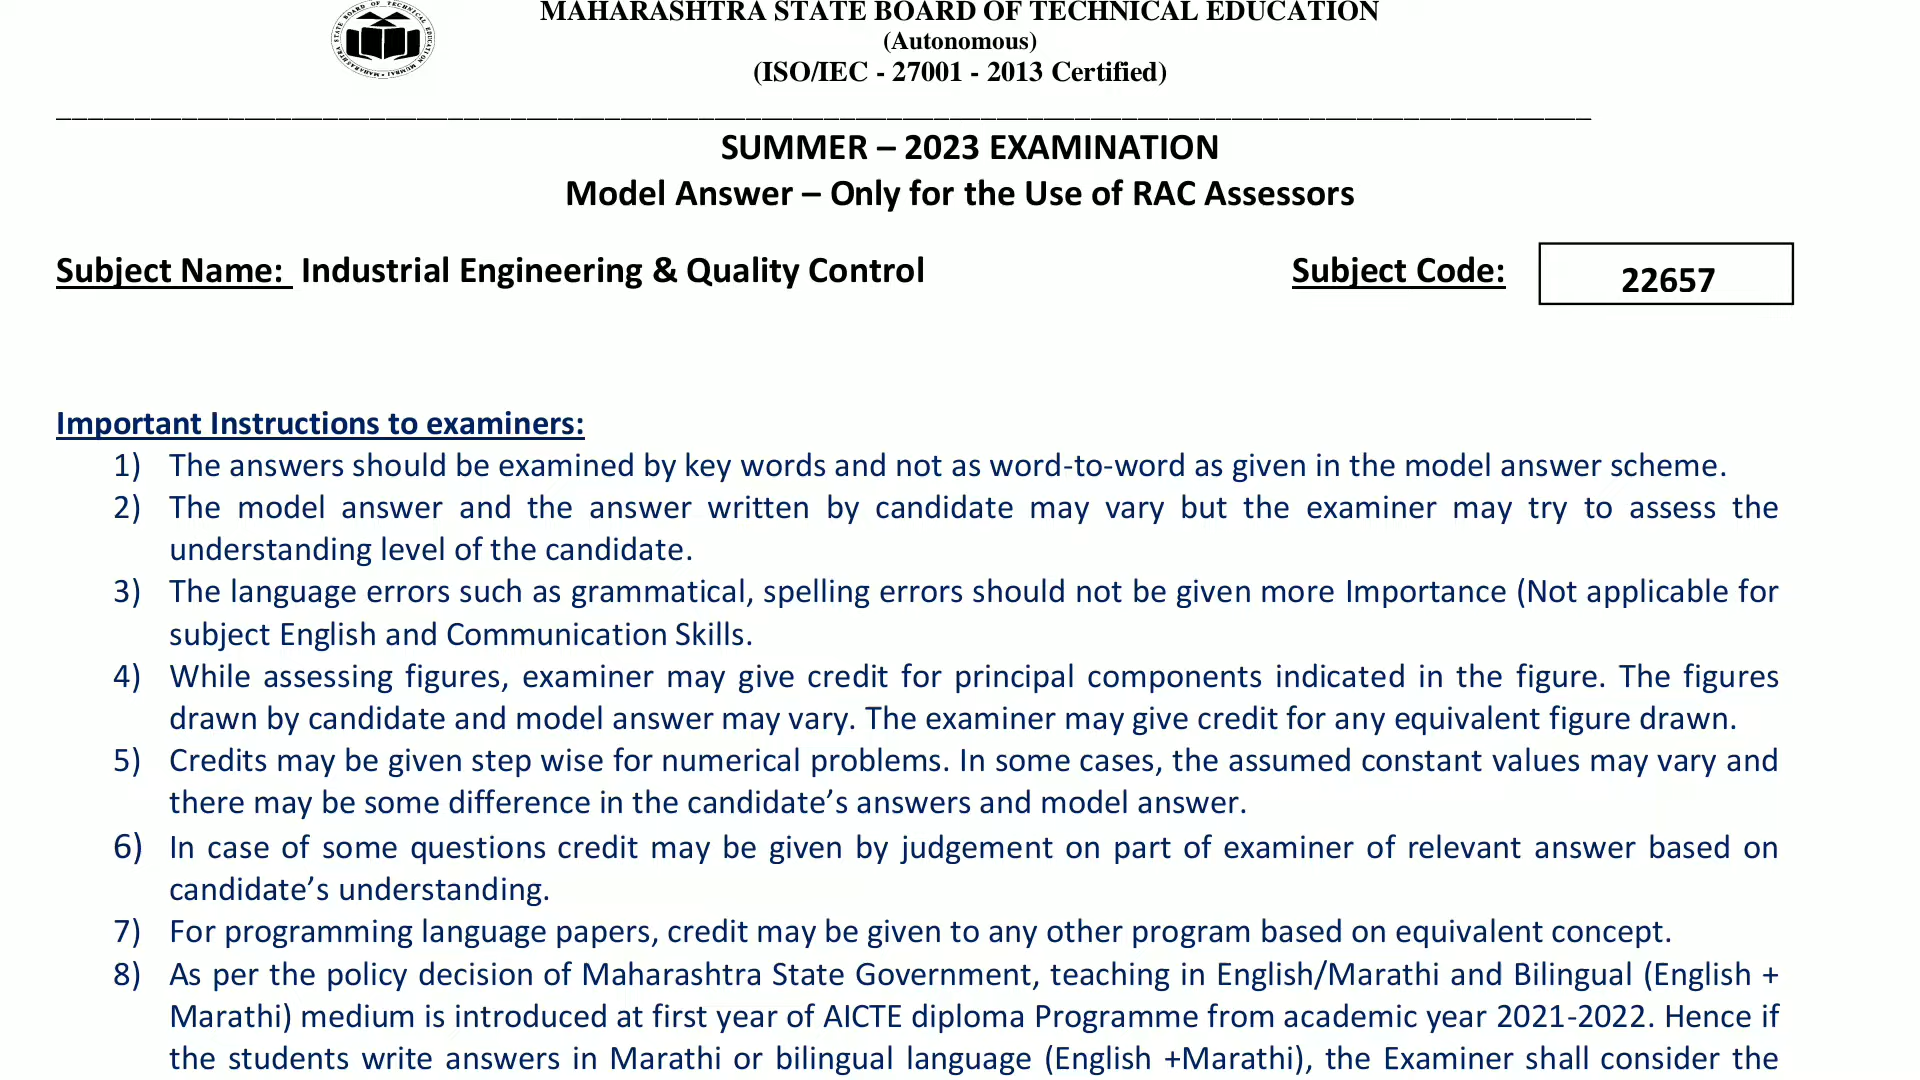 MAHARASHTRA STATE BOARD OF TECHNICAL EDUCATION
(Autonomous)
(ISO/IEC - 27001 - 2013 Certified)
SUMMER – 2023 EXAMINATION
Model Answer – Only for the Use of RAC Assessors
Subject Name: Industrial Engineering & Quality Control Subject Code: 22657
Important Instructions to examiners:
1) The answers should be examined by key words and not as word-to-word as given in the model answer scheme.
2) The model answer and the answer written by candidate may vary but the examiner may try to assess the
understanding level of the candidate.
3) The language errors such as grammatical, spelling errors should not be given more Importance (Not applicable for
subject English and Communication Skills.
4) While assessing figures, examiner may give credit for principal components indicated in the figure. The figures
drawn by candidate and model answer may vary. The examiner may give credit for any equivalent figure drawn.
5) Credits may be given step wise for numerical problems. In some cases, the assumed constant values may vary and
there may be some difference in the candidate’s answers and model answer.
6) In case of some questions credit may be given by judgement on part of examiner of relevant answer based on
candidate’s understanding.
7) For programming language papers, credit may be given to any other program based on equivalent concept.
8) As per the policy decision of Maharashtra State Government, teaching in English/Marathi and Bilingual (English +
Marathi) medium is introduced at first year of AICTE diploma Programme from academic year 2021-2022. Hence if
the students write answers in Marathi or bilingual language (English +Marathi), the Examiner shall consider the